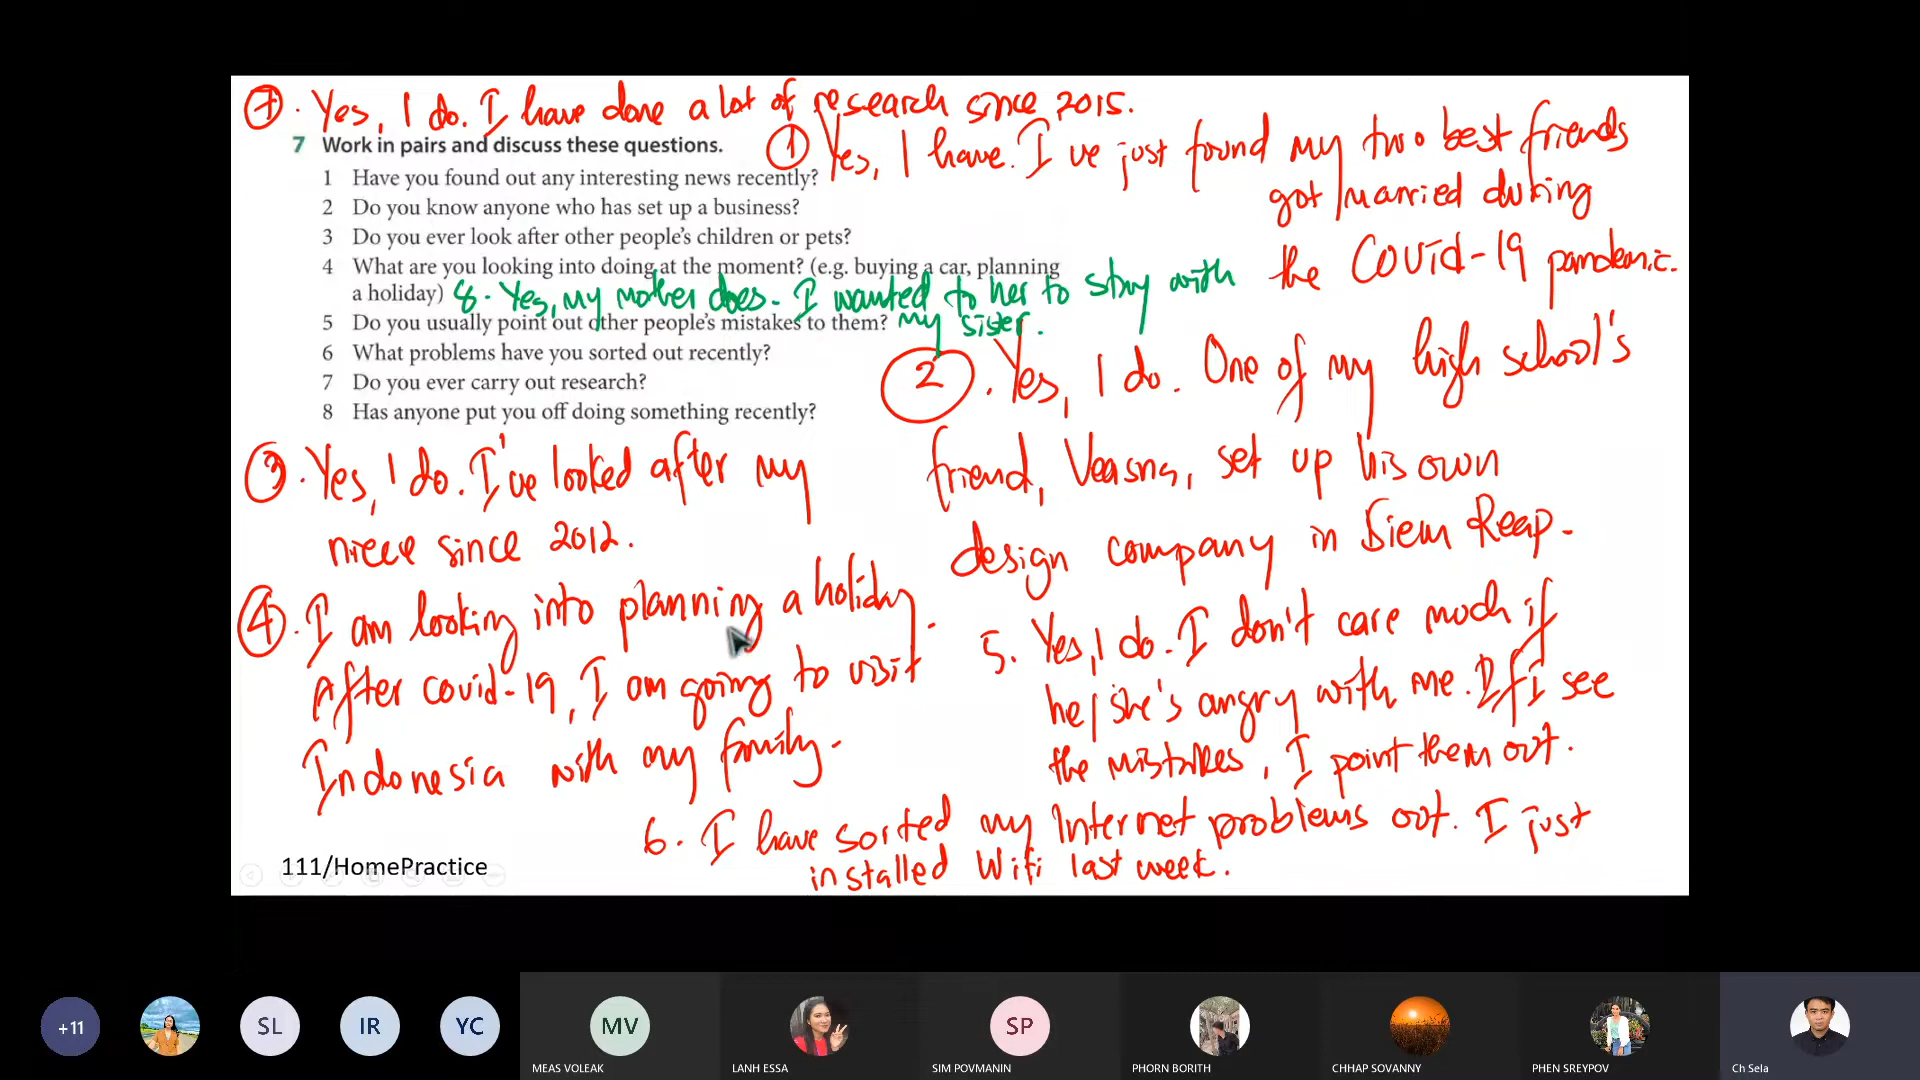 7. Yes, I do. I have done a lot of research since 2015.
7 Work in pairs and discuss these questions.
1 Have you found out any interesting news recently?
2 Do you know anyone who has set up a business?
3 Do you ever look after other people's children or pets?
4 What are you looking into doing at the moment? (e.g. buying a car, planning
a holiday)
5 Do you usually point out other people's mistakes to them?
6 What problems have you sorted out recently?
7 Do you ever carry out research?
8 Has anyone put you off doing something recently?
1 Yes, I have. I've just found my two best friends
got married during
the Covid-19 pandemic.
8. Yes, my mother does. I wanted to her to stay with
my sister.
2. Yes, I do. One of my high school's
friend, Veasna, set up his own
design company in Siem Reap.
3. Yes, I do. I've looked after my
niece since 2012.
4. I am looking into planning a holiday.
After covid-19, I am going to visit
Indonesia with my family.
5. Yes, I do. I don't care much if
he/she's angry with me. If I see
the mistakes, I point them out.
6. I have sorted my Internet problems out. I just
installed Wifi last week.
111/HomePractice
+11
SL
IR
YC
MV
SP
MEAS VOLEAK
LANH ESSA
SIM POVMANIN
PHORN BORITH
CHHAP SOVANNY
PHEN SREYPOV
Ch Sela